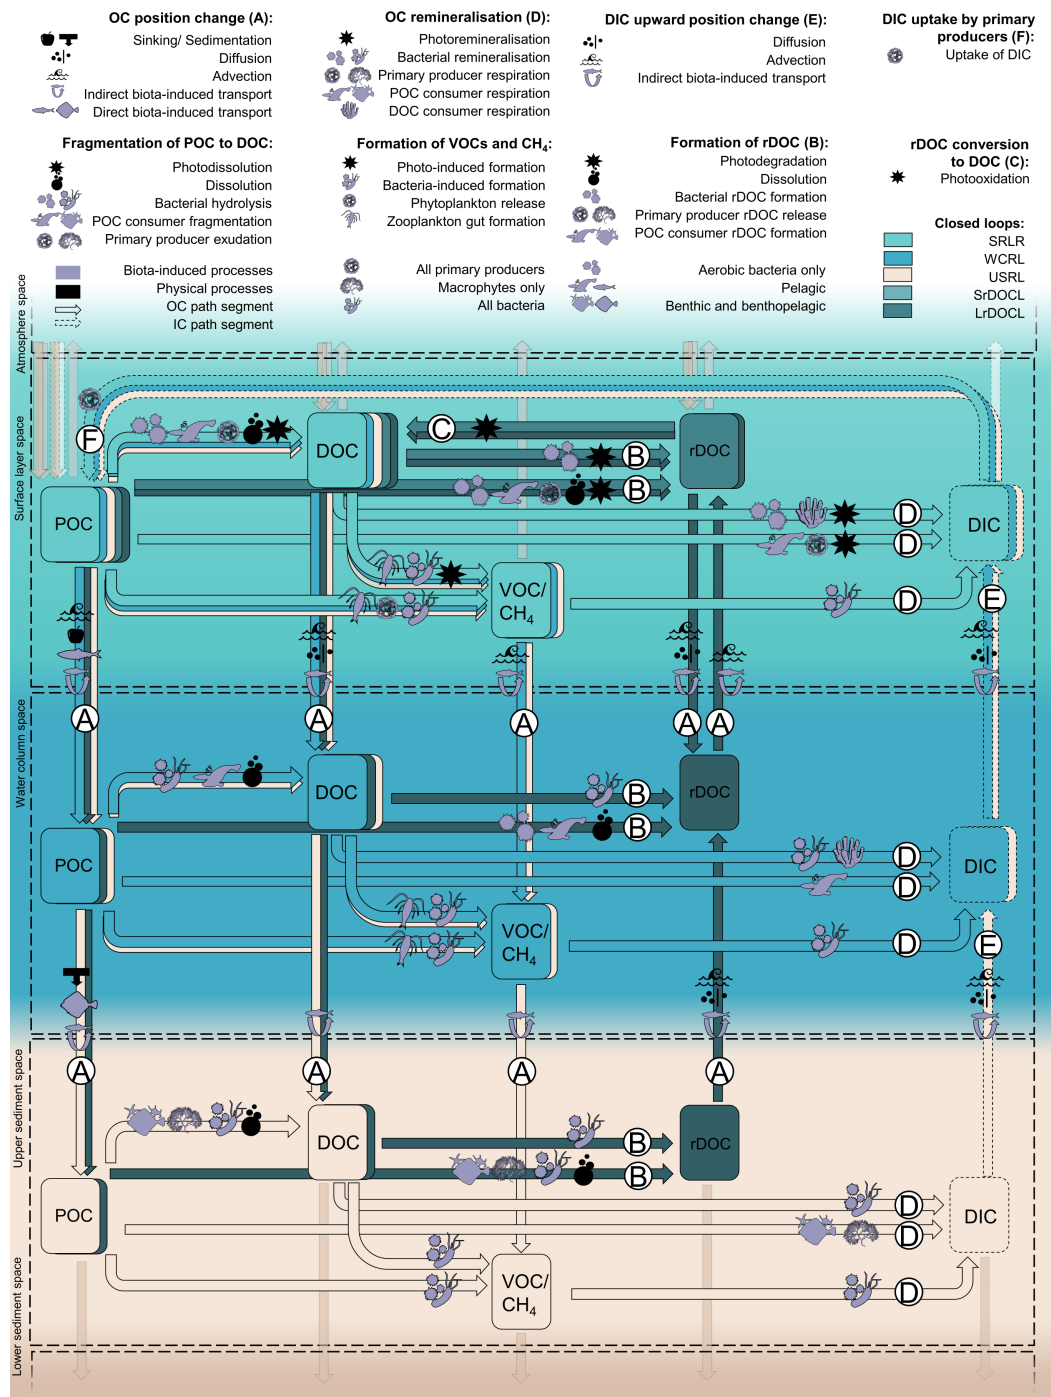 OC position change (A):
Sinking/ Sedimentation
Diffusion
Advection
Indirect biota-induced transport
Direct biota-induced transport
OC remineralisation (D):
Photoremineralisation
Bacterial remineralisation
Primary producer respiration
POC consumer respiration
DOC consumer respiration
DIC upward position change (E):
Diffusion
Advection
Indirect biota-induced transport
DIC uptake by primary
producers (F):
Uptake of DIC
Fragmentation of POC to DOC:
Photodissolution
Dissolution
Bacterial hydrolysis
POC consumer fragmentation
Primary producer exudation
Formation of VOCs and CH₄:
Photo-induced formation
Bacteria-induced formation
Phytoplankton release
Zooplankton gut formation
Formation of rDOC (B):
Photodegradation
Dissolution
Bacterial rDOC formation
Primary producer rDOC release
POC consumer rDOC formation
rDOC conversion
to DOC (C):
Photooxidation
Biota-induced processes
Physical processes
OC path segment
IC path segment
All primary producers
Macrophytes only
All bacteria
Aerobic bacteria only
Pelagic
Benthic and benthopelagic
Closed loops:
SRLR
WCRL
USRL
SrDOCL
LrDOCL
Atmosphere space
Surface layer space
F
DOC
C
B
rDOC
B
POC
D
D
DIC
VOC/
CH₄
D
E
Water column space
A
A
A
A
A
DOC
B
rDOC
B
POC
D
D
DIC
VOC/
CH₄
D
E
Upper sediment space
A
A
A
A
DOC
B
rDOC
B
POC
D
D
DIC
VOC/
CH₄
D
Lower sediment space